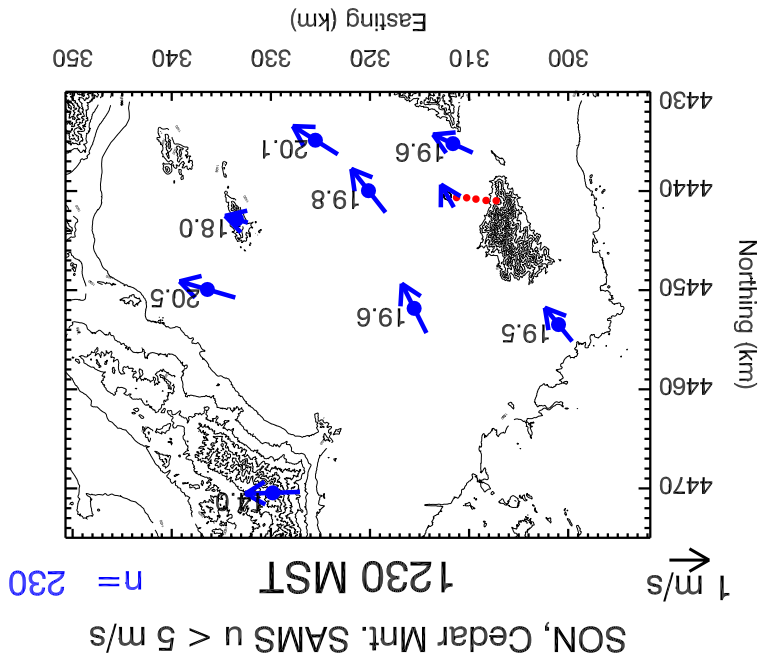 SON, Cedar Mnt. SAMS u < 5 m/s
1 m/s
1230 MST
n= 230
4470
4460
4450
4440
4430
Northing (km)
14.0
19.5
19.6
20.5
18.0
19.8
19.6
20.1
300 310 320 330 340 350
Easting (km)